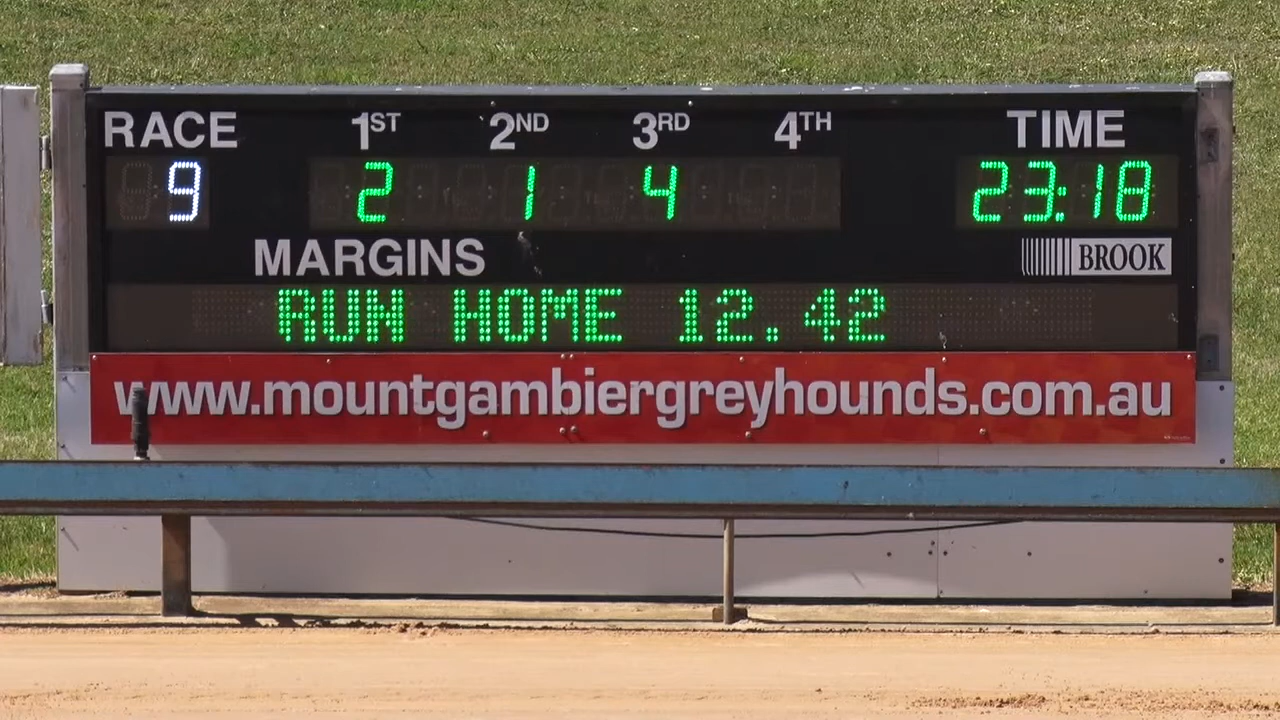 RACE 1ST 2ND 3RD 4TH TIME
9 2 1 4 23:18
MARGINS BROOK
RUN HOME 12.42
www.mountgambiergreyhounds.com.au